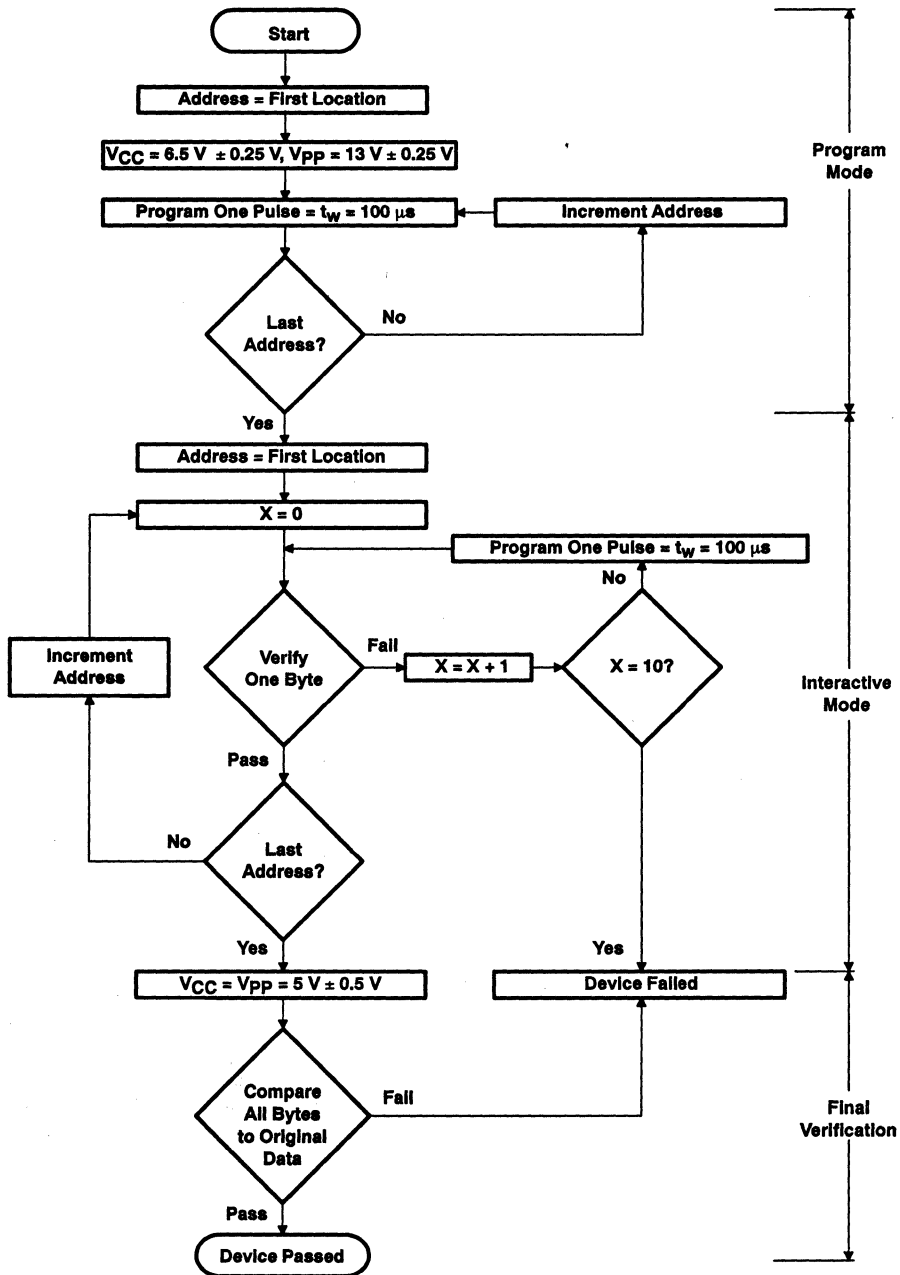 Start
Address = First Location
VCC = 6.5 V ± 0.25 V, VPP = 13 V ± 0.25 V
Program
Mode
Program One Pulse = tw = 100 µs
Increment Address
Last
Address?
No
Yes
Address = First Location
X = 0
Program One Pulse = tw = 100 µs
No
Increment
Address
Verify
One Byte
Fail
X = X + 1
X = 10?
Interactive
Mode
Pass
No
Last
Address?
Yes
Yes
VCC = VPP = 5 V ± 0.5 V
Device Failed
Compare
All Bytes
to Original
Data
Fail
Final
Verification
Pass
Device Passed